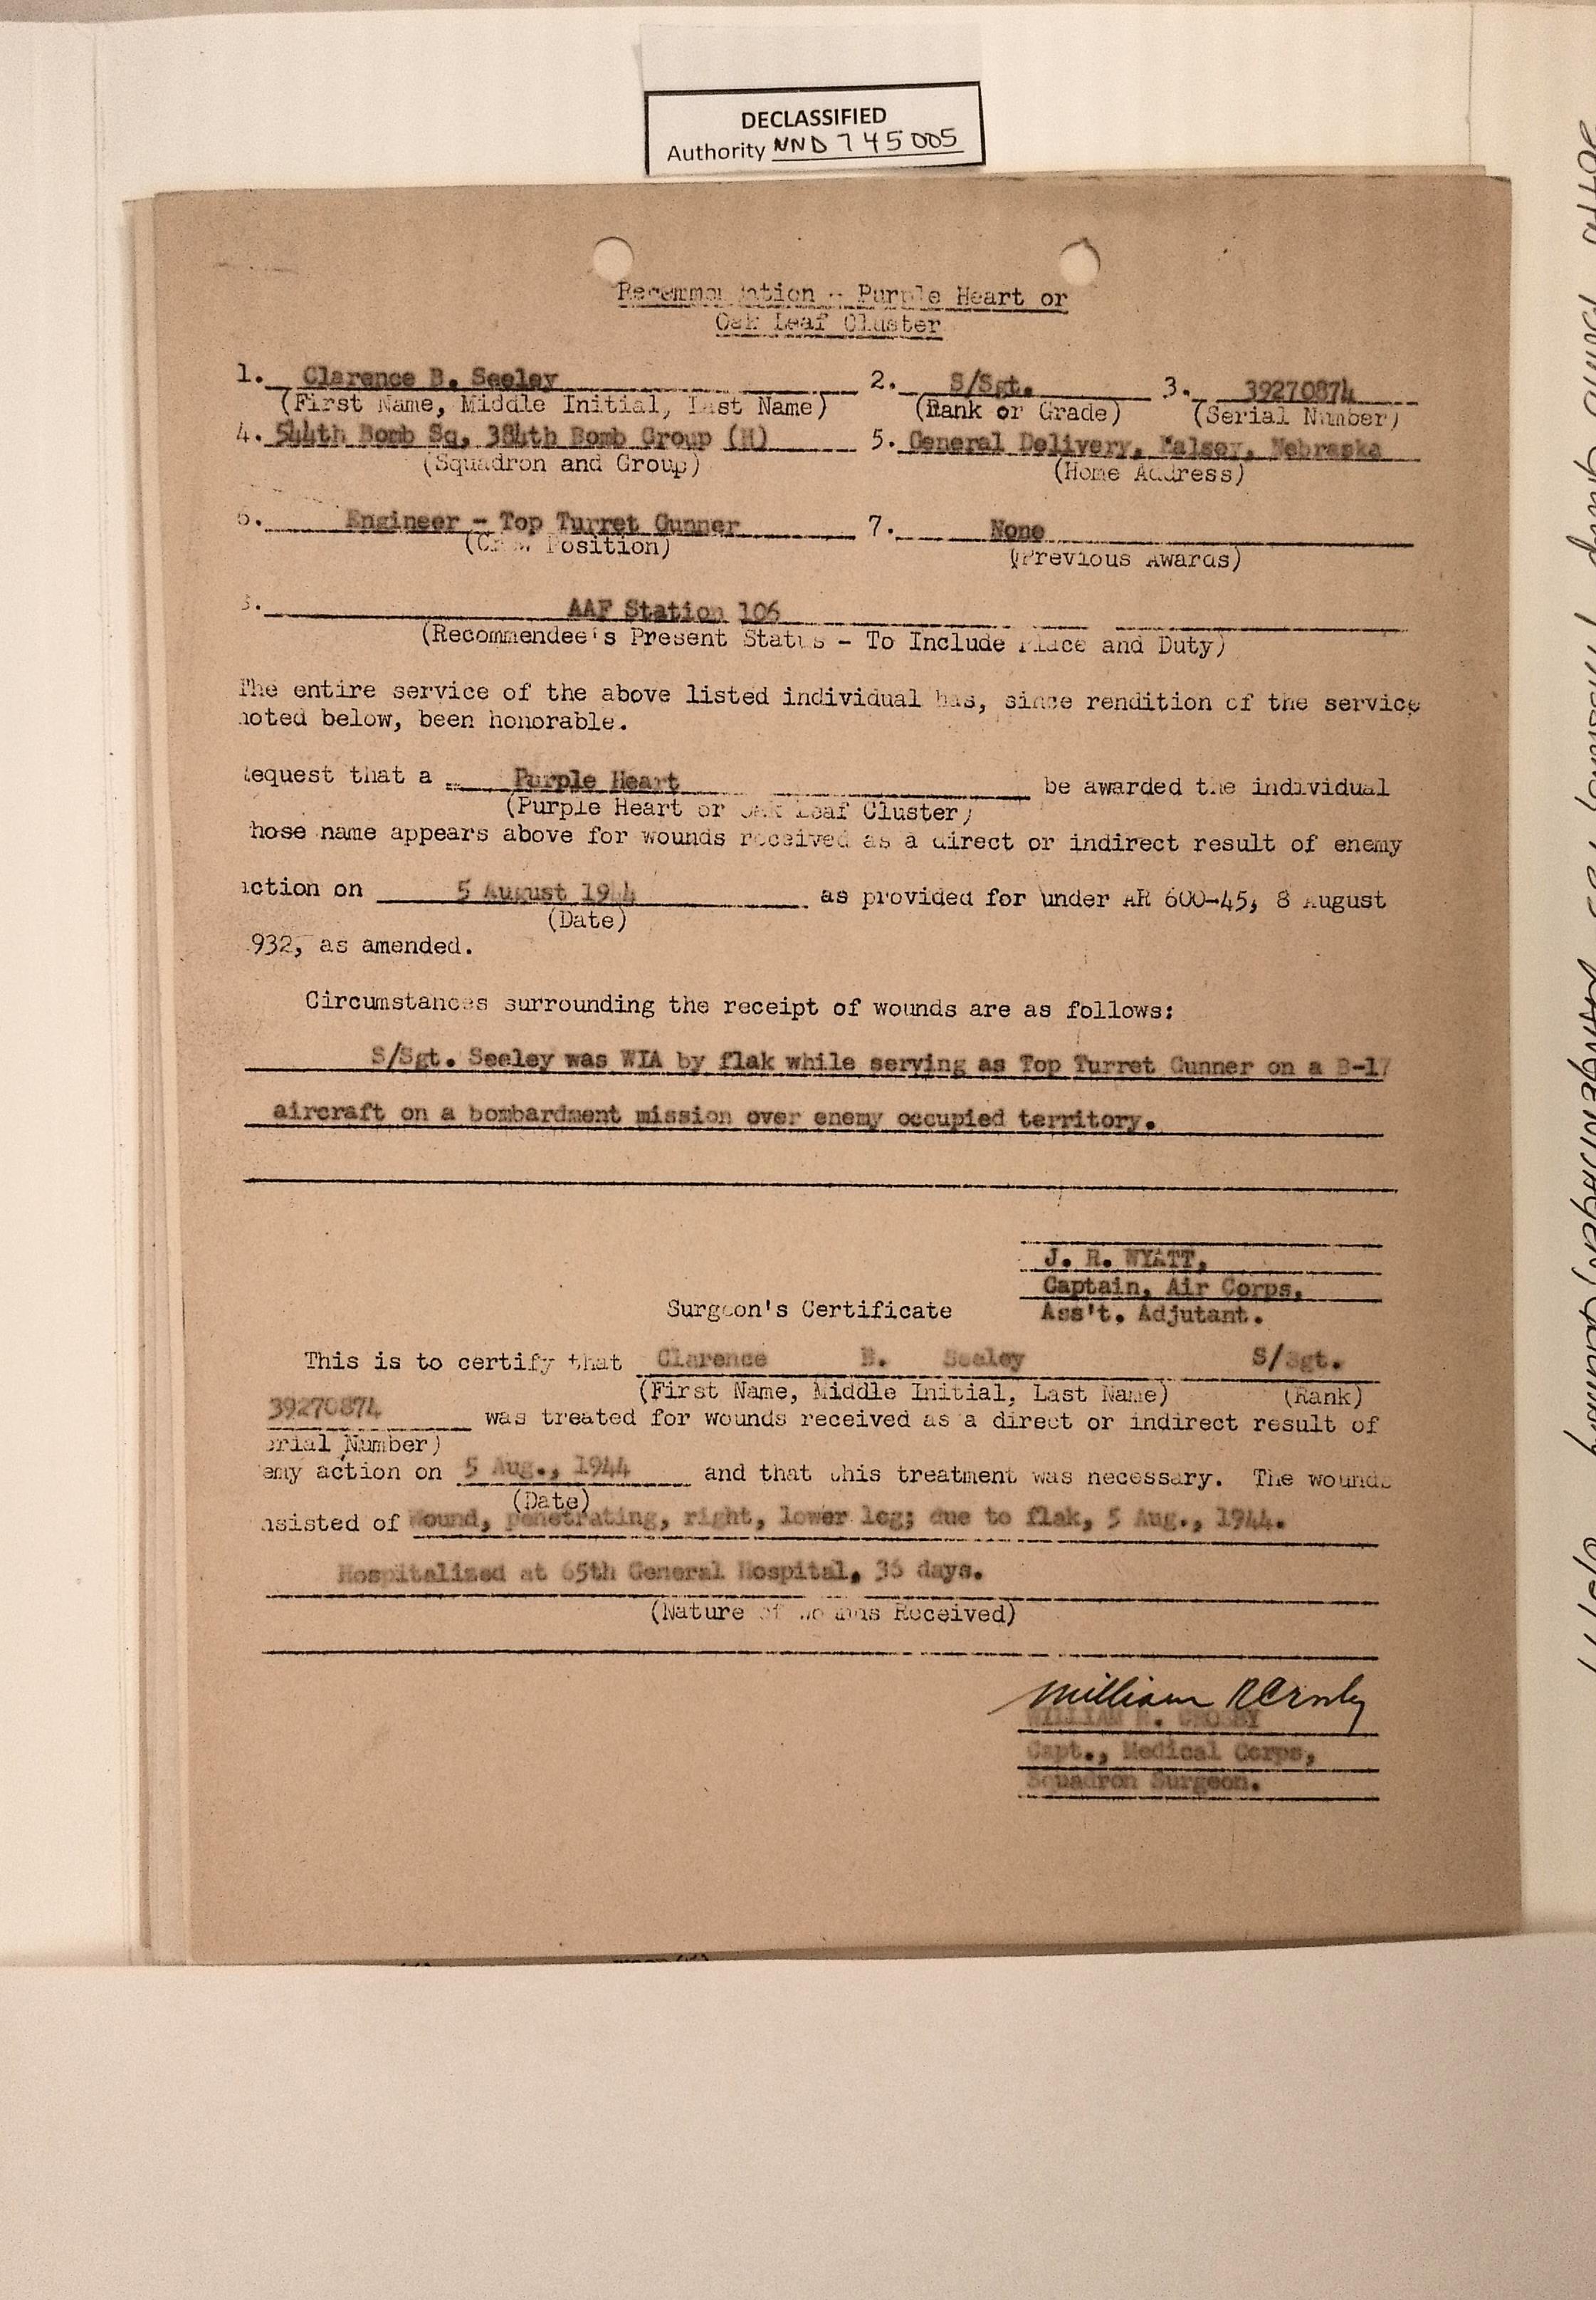 DECLASSIFIED
Authority NND 745005
Recommendation - Purple Heart or
Oak Leaf Cluster
1. Clarence B. Seeley 2. S/Sgt. 3. 39270874
(First Name, Middle Initial, Last Name) (Rank or Grade) (Serial Number)
4. 544th Bomb Sq, 384th Bomb Group (H) 5. General Delivery, Halsey, Nebraska
(Squadron and Group) (Home Address)
6. Engineer - Top Turret Gunner 7. None
(Crew Position) (Previous Awards)
8. AAF Station 106
(Recommendee's Present Status - To Include Place and Duty)
The entire service of the above listed individual has, since rendition of the service
noted below, been honorable.
Request that a Purple Heart be awarded the individual
(Purple Heart or Oak Leaf Cluster)
hose name appears above for wounds received as a direct or indirect result of enemy
action on 5 August 1944 as provided for under AR 600-45, 8 August
(Date)
932, as amended.
Circumstances surrounding the receipt of wounds are as follows:
S/Sgt. Seeley was WIA by flak while serving as Top Turret Gunner on a B-17
aircraft on a bombardment mission over enemy occupied territory.
J. R. WYATT,
Captain, Air Corps,
Surgeon's Certificate Ass't. Adjutant.
This is to certify that Clarence B. Seeley S/Sgt.
(First Name, Middle Initial, Last Name) (Rank)
39270874 was treated for wounds received as a direct or indirect result of
erial Number)
emy action on 5 Aug., 1944 and that this treatment was necessary. The wounds
(Date)
nsisted of Wound, penetrating, right, lower leg; due to flak, 5 Aug., 1944.
Hospitalized at 65th General Hospital, 36 days.
(Nature of Wounds Received)
William R Crosby
WILLIAM R. CROSBY
Capt., Medical Corps,
Squadron Surgeon.